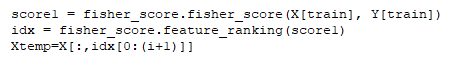 score1 = fisher_score.fisher_score(X[train], Y[train])
idx = fisher_score.feature_ranking(score1)
Xtemp=X[:,idx[0:(i+1)]]